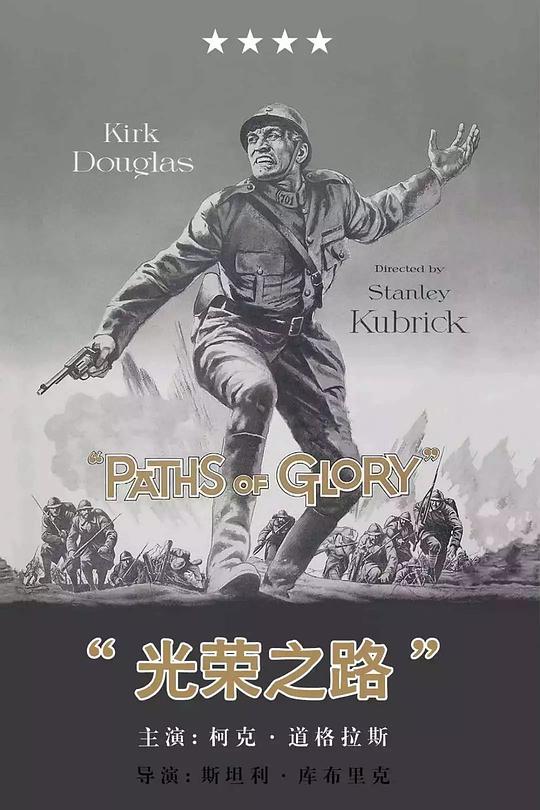 Kirk
Douglas
701
Directed by
Stanley
Kubrick
"PATHS OF GLORY"
“光荣之路”
主演：柯克·道格拉斯
导演：斯坦利·库布里克